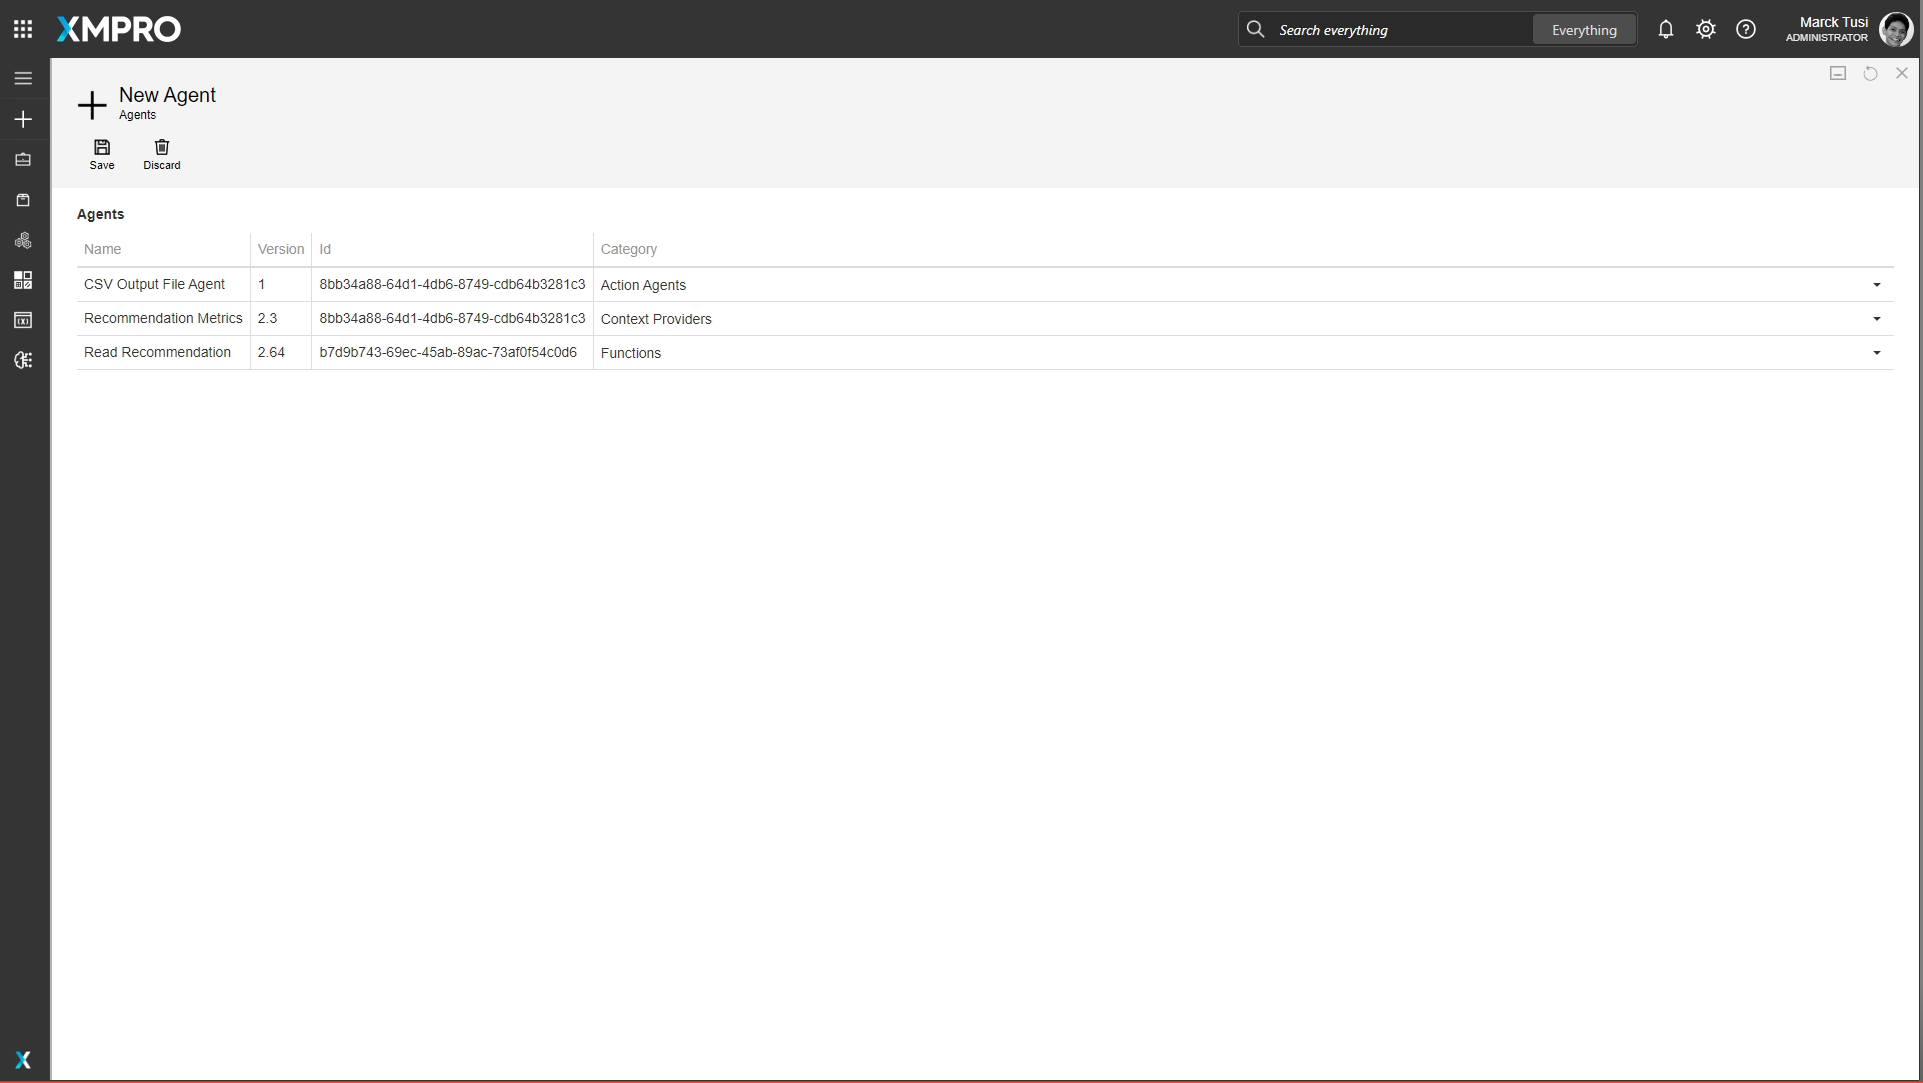 XMPRO
Search everything
Everything
Marck Tusi
ADMINISTRATOR
New Agent
Agents
Save
Discard
Agents
Name Version Id Category
CSV Output File Agent 1 8bb34a88-64d1-4db6-8749-cdb64b3281c3 Action Agents
Recommendation Metrics 2.3 8bb34a88-64d1-4db6-8749-cdb64b3281c3 Context Providers
Read Recommendation 2.64 b7d9b743-69ec-45ab-89ac-73af0f54c0d6 Functions